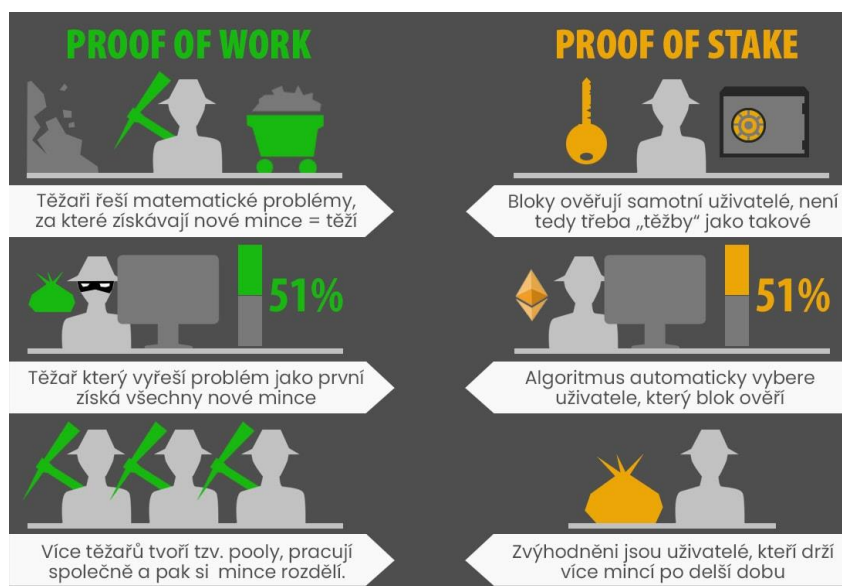 PROOF OF WORK
PROOF OF STAKE
Těžaři řeší matematické problémy,
za které získávají nové mince = těží
Bloky ověřují samotní uživatelé, není
tedy třeba „těžby“ jako takové
51%
51%
Těžař který vyřeší problém jako první
získá všechny nové mince
Algoritmus automaticky vybere
uživatele, který blok ověří
Více těžařů tvoří tzv. pooly, pracují
společně a pak si mince rozdělí.
Zvýhodněni jsou uživatelé, kteří drží
více mincí po delší dobu